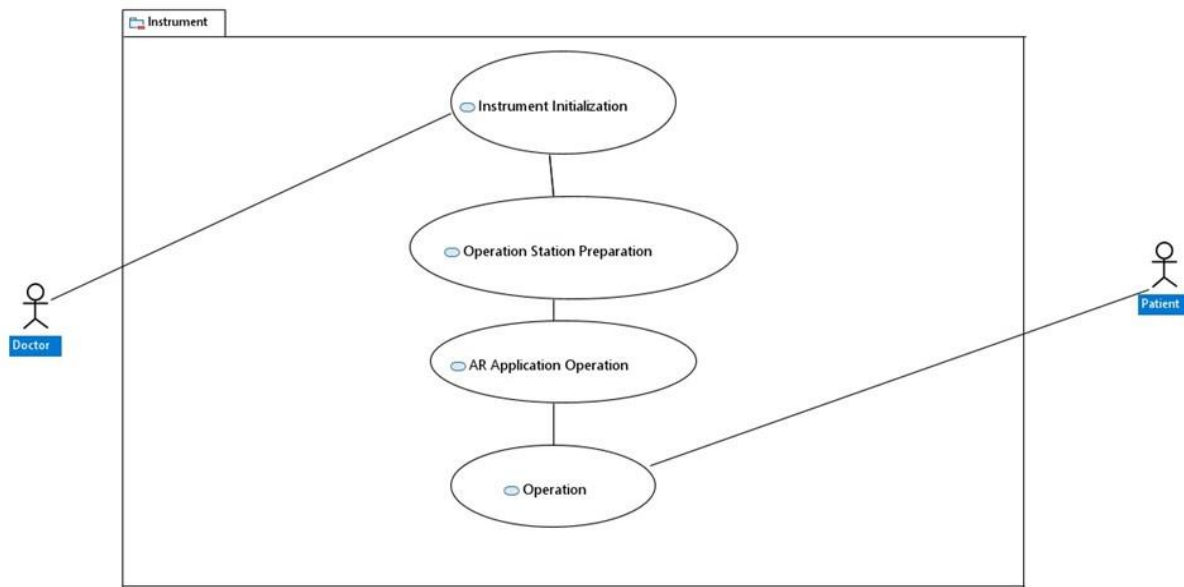 Instrument
Instrument Initialization
Operation Station Preparation
Patient
Doctor
AR Application Operation
Operation